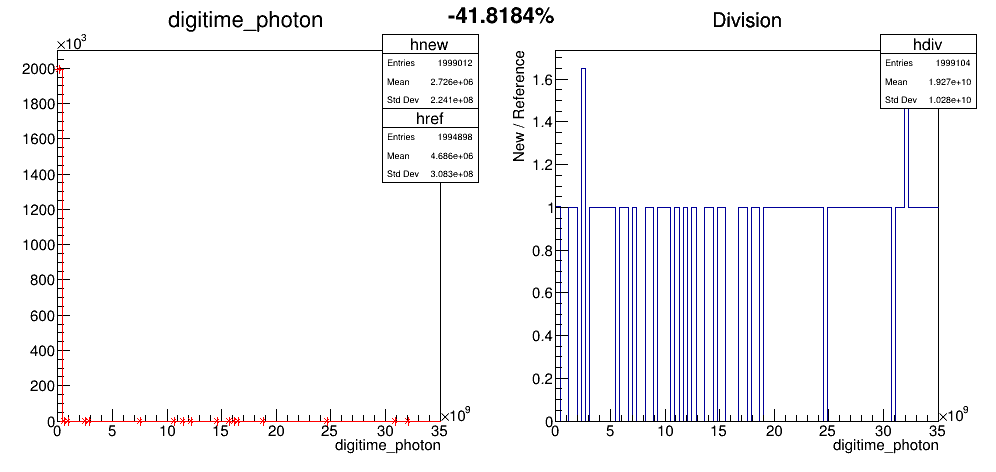 -41.8184%
digitime_photon
×10³
hnew
Entries 1999012
Mean 2.726e+06
Std Dev 2.241e+08
href
Entries 1994898
Mean 4.686e+06
Std Dev 3.083e+08
2000
1800
1600
1400
1200
1000
800
600
400
200
0
0 5 10 15 20 25 30 35
×10⁹
digitime_photon
Division
hdiv
Entries 1999104
Mean 1.927e+10
Std Dev 1.028e+10
New / Reference
1.6
1.4
1.2
1
0.8
0.6
0.4
0.2
0
0 5 10 15 20 25 30 35
×10⁹
digitime_photon